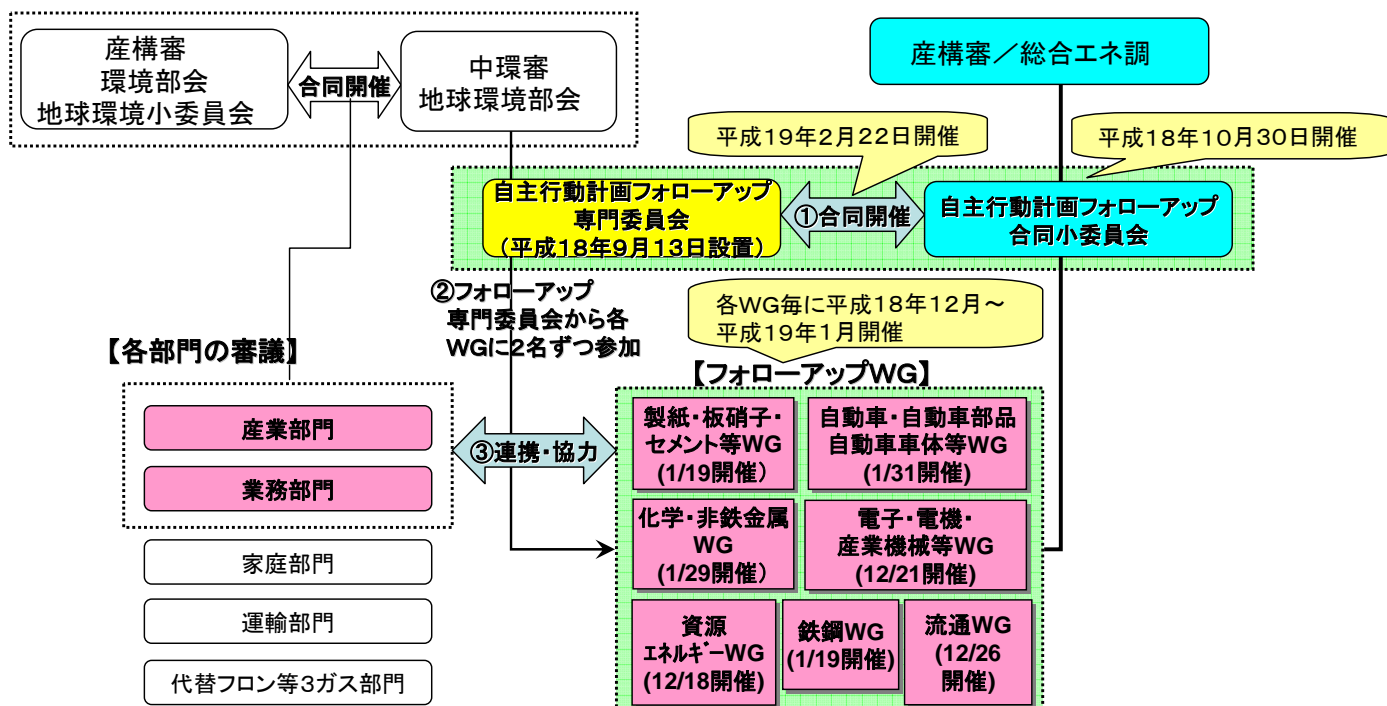 産構審
環境部会
地球環境小委員会
合同開催
中環審
地球環境部会
産構審／総合エネ調
平成１９年２月２２日開催
平成１８年１０月３０日開催
自主行動計画フォローアップ
専門委員会
（平成１８年９月１３日設置）
①合同開催
自主行動計画フォローアップ
合同小委員会
②フォローアップ
専門委員会から各
ＷＧに２名ずつ参加
各ＷＧ毎に平成１８年１２月～
平成１９年１月開催
【各部門の審議】
産業部門
業務部門
家庭部門
運輸部門
代替フロン等３ガス部門
③連携・協力
【フォローアップＷＧ】
製紙・板硝子・
セメント等WG
(1/19開催）
自動車・自動車部品
自動車車体等WG
(1/31開催)
化学・非鉄金属
WG
(1/29開催）
電子・電機・
産業機械等WG
(12/21開催)
資源
ｴﾈﾙｷﾞｰWG
(12/18開催)
鉄鋼WG
(1/19開催)
流通WG
(12/26
開催)